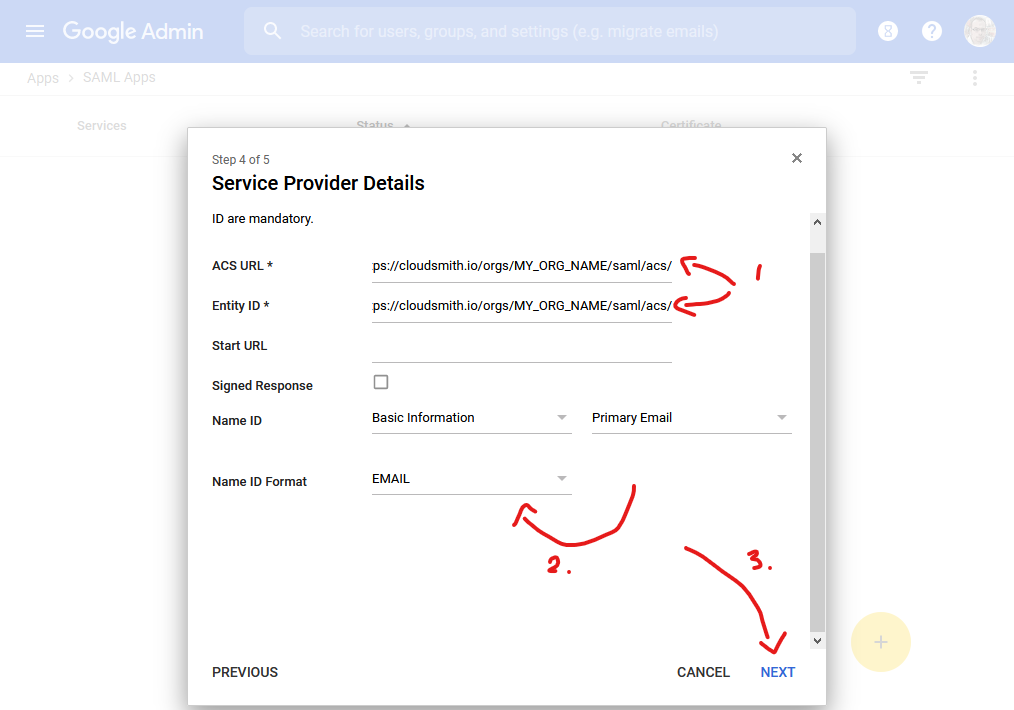 Google Admin
Search for users, groups, and settings (e.g. migrate emails)
8
?
Apps > SAML Apps
Services Status Certificate
Step 4 of 5
Service Provider Details
ID are mandatory.
ACS URL * ps://cloudsmith.io/orgs/MY_ORG_NAME/saml/acs/
1
Entity ID * ps://cloudsmith.io/orgs/MY_ORG_NAME/saml/acs/
Start URL
Signed Response
Name ID Basic Information Primary Email
Name ID Format EMAIL
2.
3.
PREVIOUS CANCEL NEXT